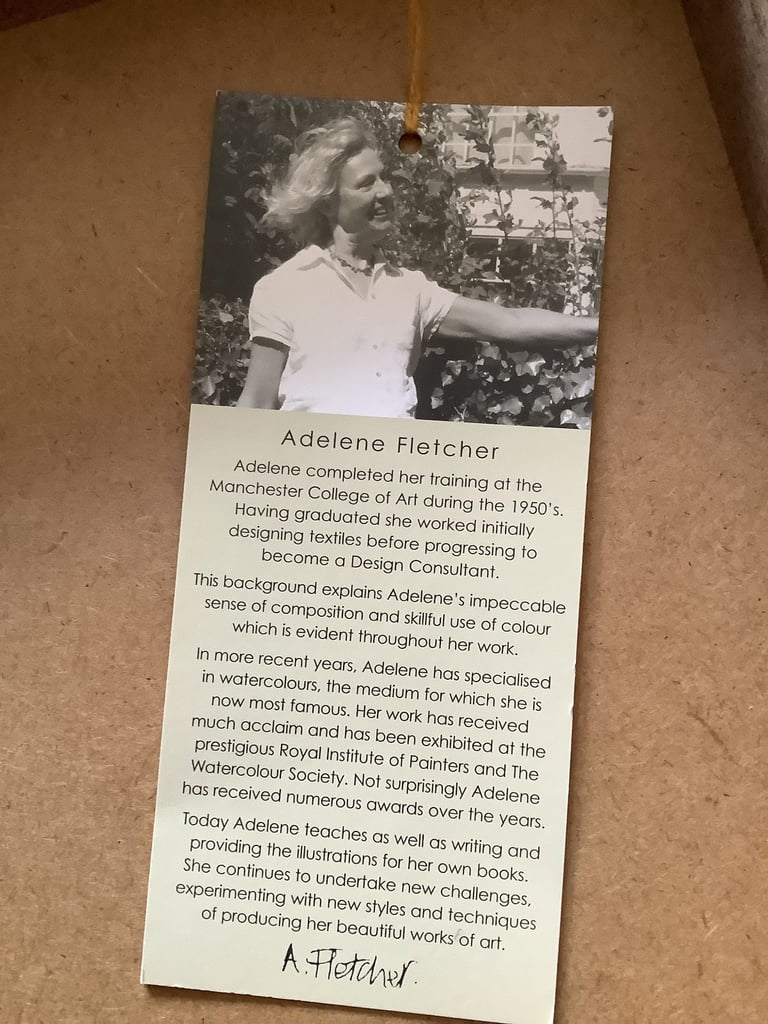 Adelene Fletcher
Adelene completed her training at the
Manchester College of Art during the 1950's.
Having graduated she worked initially
designing textiles before progressing to
become a Design Consultant.
This background explains Adelene's impeccable
sense of composition and skillful use of colour
which is evident throughout her work.
In more recent years, Adelene has specialised
in watercolours, the medium for which she is
now most famous. Her work has received
much acclaim and has been exhibited at the
prestigious Royal Institute of Painters and The
Watercolour Society. Not surprisingly Adelene
has received numerous awards over the years.
Today Adelene teaches as well as writing and
providing the illustrations for her own books.
She continues to undertake new challenges,
experimenting with new styles and techniques
of producing her beautiful works of art.
A. Fletcher.